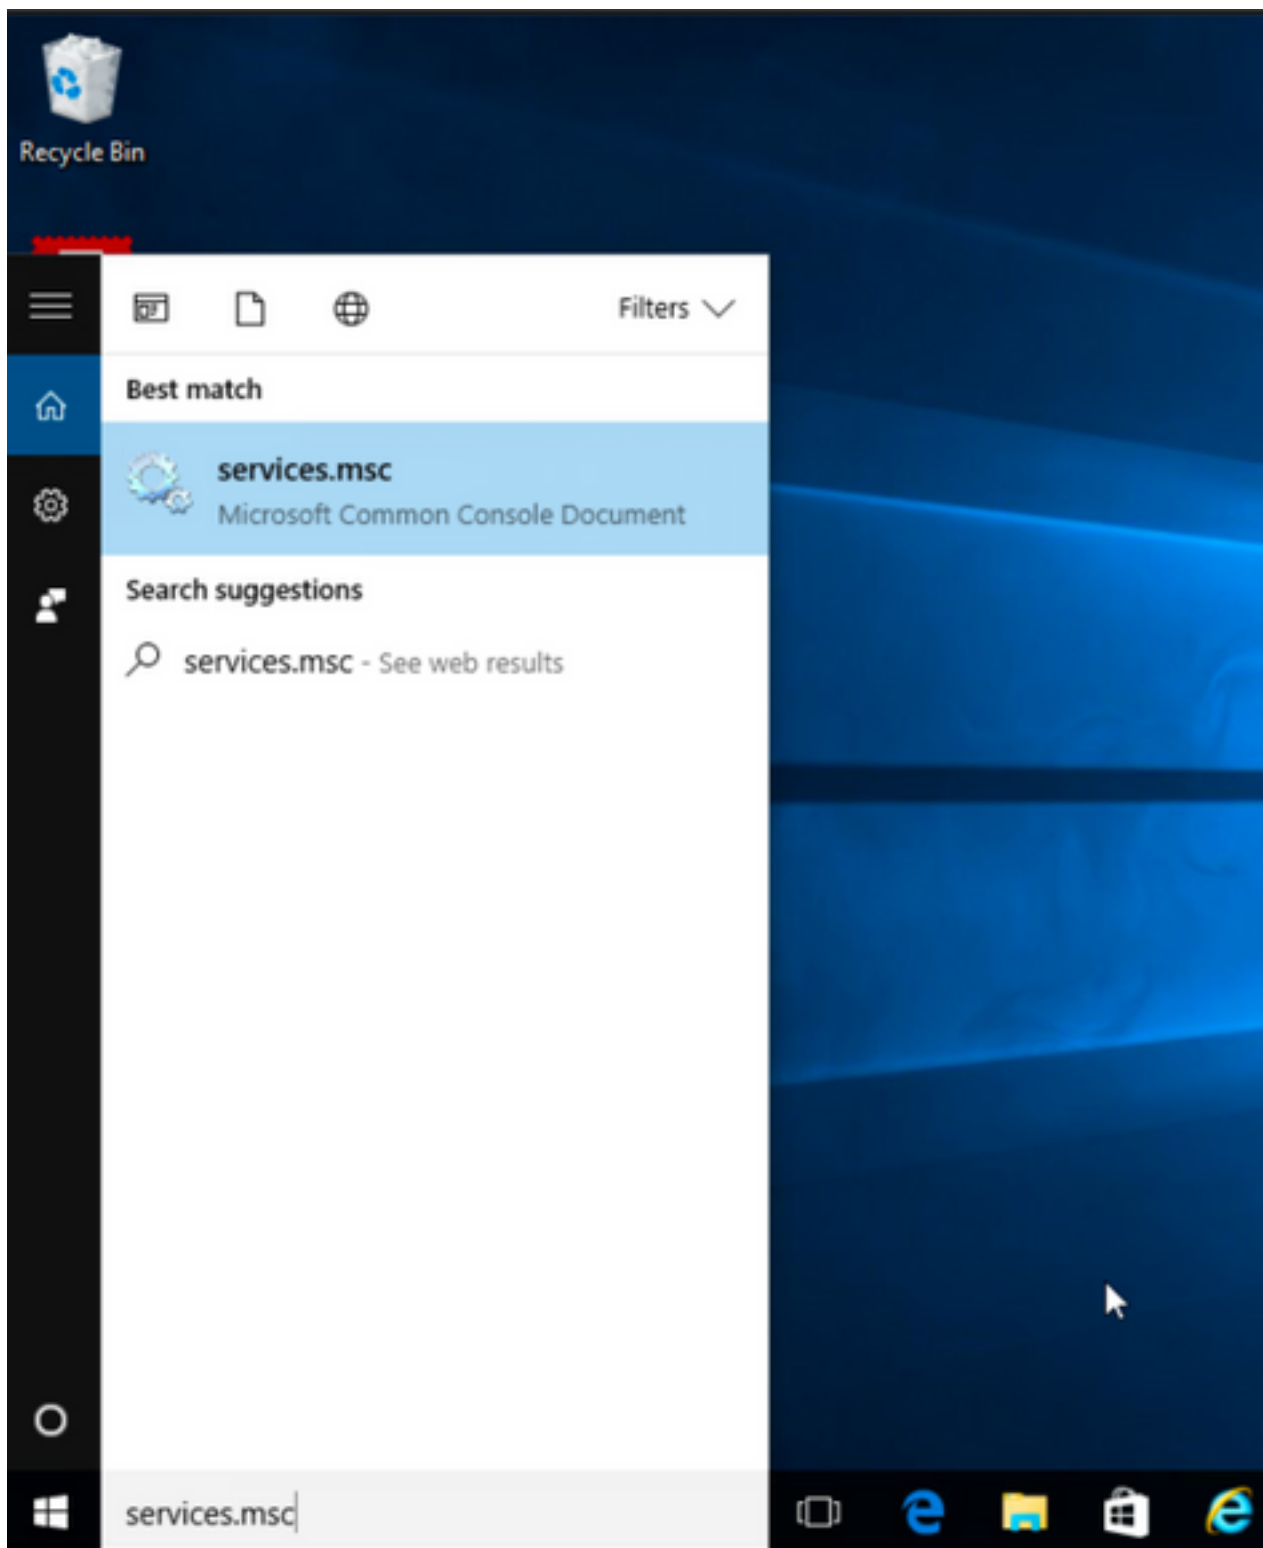 Recycle Bin
Filters
Best match
services.msc
Microsoft Common Console Document
Search suggestions
services.msc - See web results
services.msc